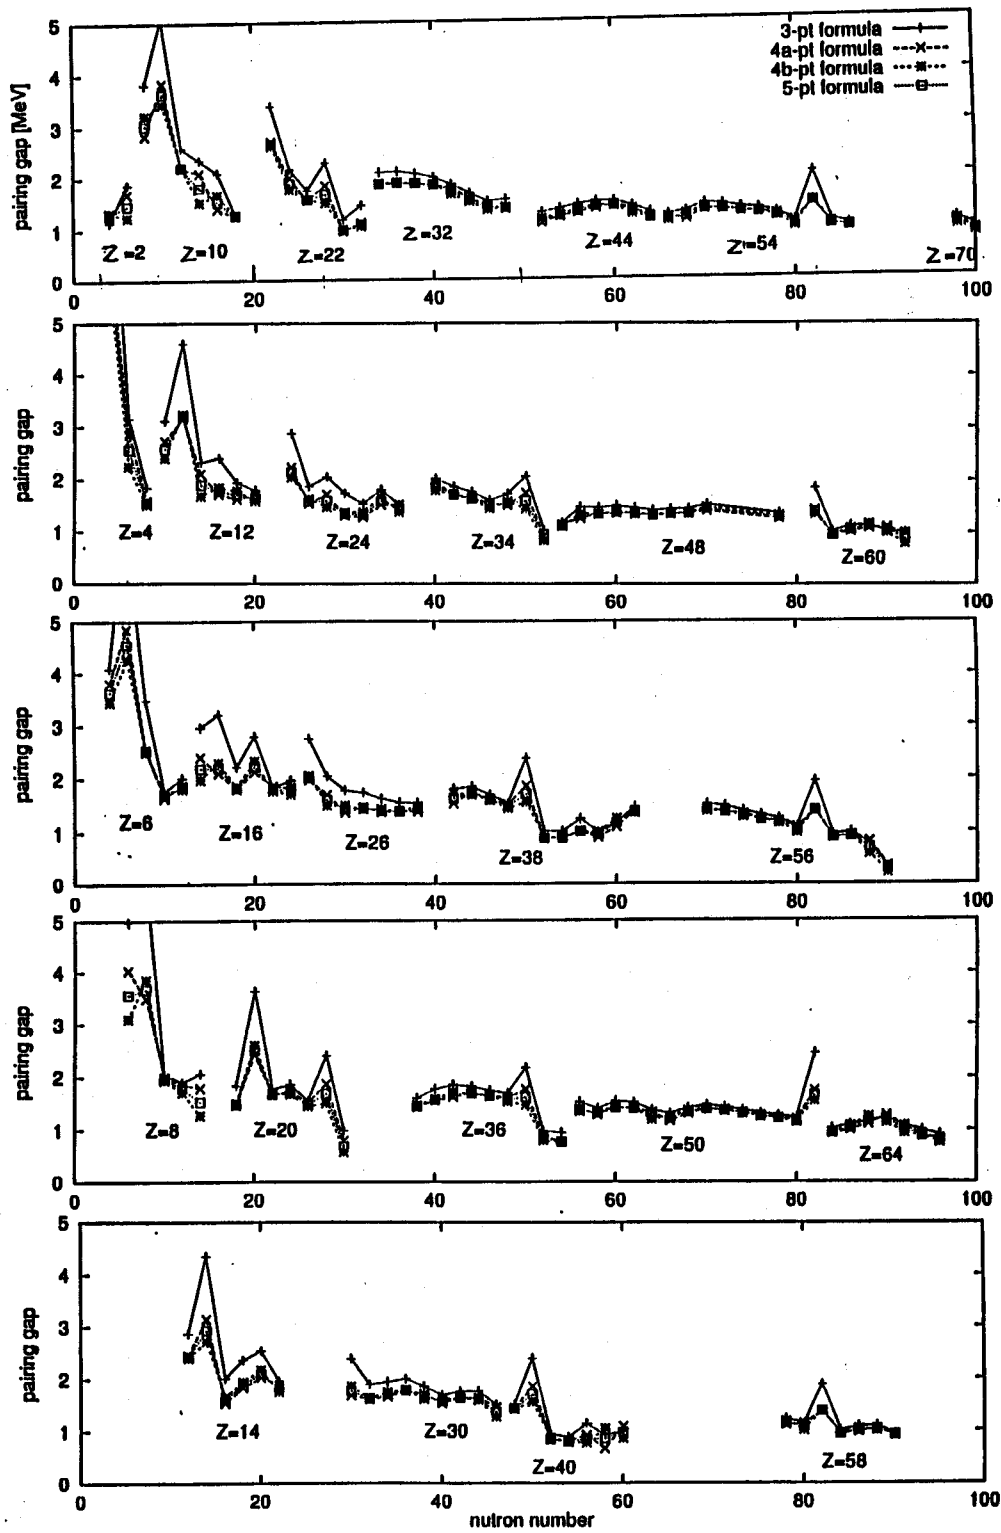 3-pt formula
4a-pt formula
4b-pt formula
5-pt formula
pairing gap [MeV]
5
4
3
2
1
0
Z=2 Z=10 Z=22 Z=32 Z=44 Z=54 Z=70
0 20 40 60 80 100
pairing gap
5
4
3
2
1
0
Z=4 Z=12 Z=24 Z=34 Z=48 Z=60
0 20 40 60 80 100
pairing gap
5
4
3
2
1
0
Z=6 Z=16 Z=26 Z=38 Z=56
0 20 40 60 80 100
pairing gap
5
4
3
2
1
0
Z=8 Z=20 Z=36 Z=50 Z=64
0 20 40 60 80 100
pairing gap
5
4
3
2
1
0
Z=14 Z=30 Z=40 Z=58
0 20 40 60 80 100
nutron number